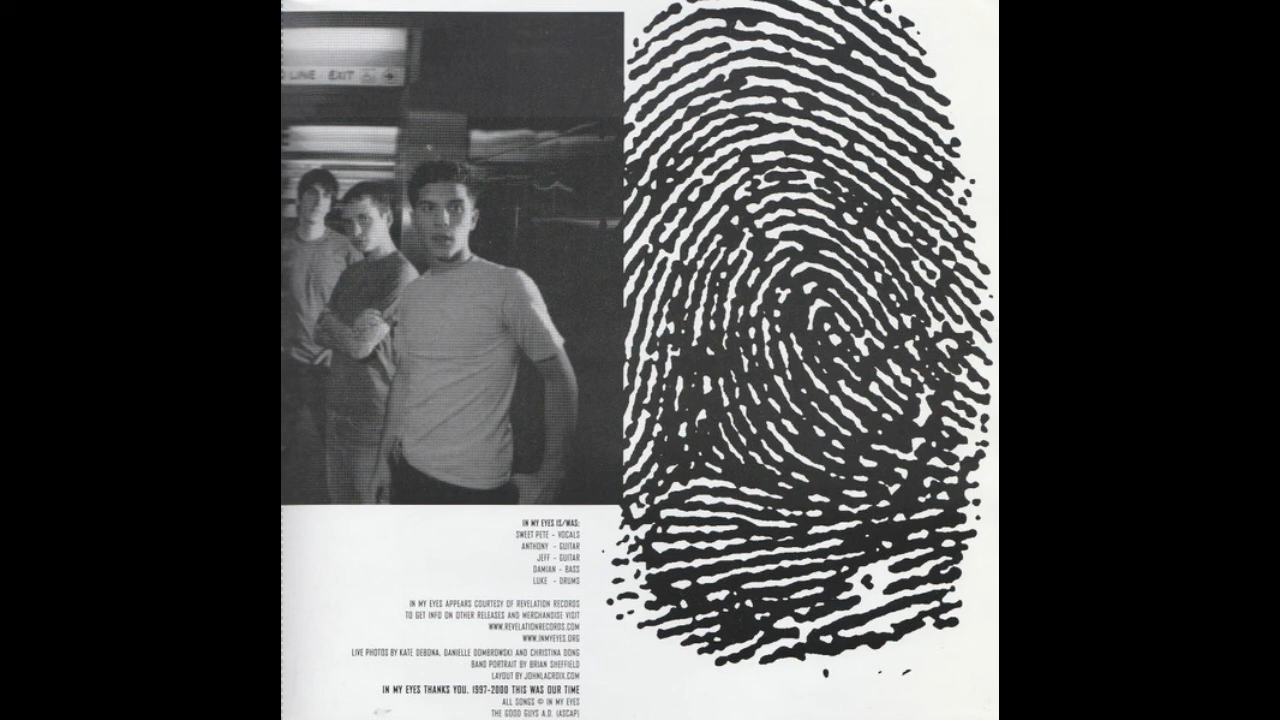 LINE · EXIT
IN MY EYES IS/WAS:
SWEET PETE - VOCALS
ANTHONY - GUITAR
JEFF - GUITAR
DAMIAN - BASS
LUKE - DRUMS
IN MY EYES APPEARS COURTESY OF REVELATION RECORDS
TO GET INFO ON OTHER RELEASES AND MERCHANDISE VISIT
WWW.REVELATIONRECORDS.COM
WWW.INMYEYES.ORG
LIVE PHOTOS BY KATE DEBONA, DANIELLE DOMBROWSKI AND CHRISTINA DONG
BAND PORTRAIT BY BRIAN SHEFFIELD
LAYOUT BY JOHNLACROIX.COM
IN MY EYES THANKS YOU. 1997-2000 THIS WAS OUR TIME
ALL SONGS © IN MY EYES
THE GOOD GUYS A.D. (ASCAP)